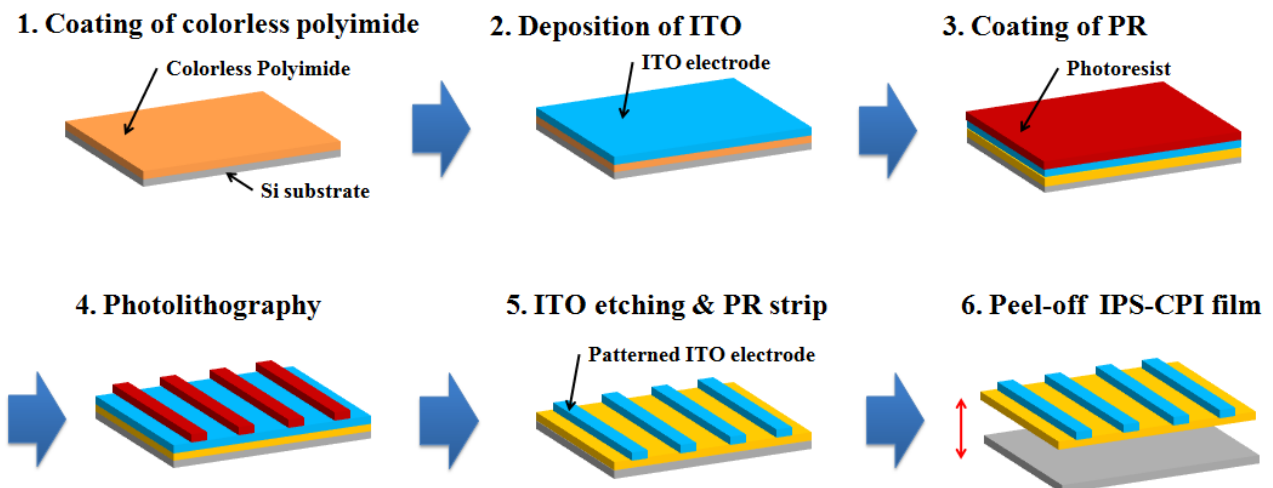 1. Coating of colorless polyimide
Colorless Polyimide
Si substrate
2. Deposition of ITO
ITO electrode
3. Coating of PR
Photoresist
4. Photolithography
5. ITO etching & PR strip
Patterned ITO electrode
6. Peel-off IPS-CPI film